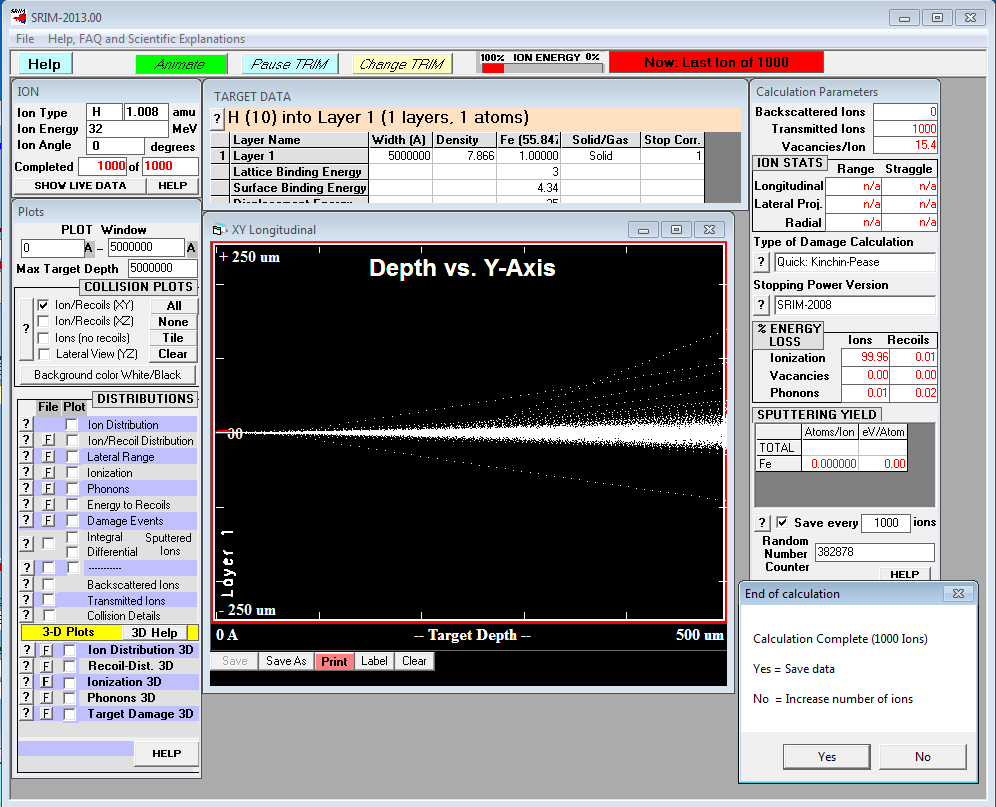 SRIM-2013.00
File Help, FAQ and Scientific Explanations
Help Animate Pause TRIM Change TRIM 100% ION ENERGY 0% Now: Last Ion of 1000
ION
Ion Type H 1.008 amu
Ion Energy 32 MeV
Ion Angle 0 degrees
Completed 1000 of 1000
SHOW LIVE DATA HELP
TARGET DATA
? H (10) into Layer 1 (1 layers, 1 atoms)
Layer Name Width (A) Density Fe (55.847 Solid/Gas Stop Corr.
1 Layer 1 5000000 7.866 1.00000 Solid 1
Lattice Binding Energy 3
Surface Binding Energy 4.34
Displacement Energy 25
Calculation Parameters
Backscattered Ions 0
Transmitted Ions 1000
Vacancies/Ion 15.4
ION STATS Range Straggle
Longitudinal n/a n/a
Lateral Proj. n/a n/a
Radial n/a n/a
Type of Damage Calculation
? Quick: Kinchin-Pease
Stopping Power Version
? SRIM-2008
% ENERGY LOSS Ions Recoils
Ionization 99.96 0.01
Vacancies 0.00 0.00
Phonons 0.01 0.02
SPUTTERING YIELD
Atoms/Ion eV/Atom
TOTAL
Fe 0.000000 0.00
? Save every 1000 ions
Random Number Counter 382878
HELP
Plots
PLOT Window
0 A - 5000000 A
Max Target Depth 5000000
COLLISION PLOTS
?
Ion/Recoils (XY) All
Ion/Recoils (XZ) None
Ions (no recoils) Tile
Lateral View (YZ) Clear
Background color White/Black
DISTRIBUTIONS
File Plot
? Ion Distribution
? F Ion/Recoil Distribution
? F Lateral Range
? F Ionization
? F Phonons
? F Energy to Recoils
? F Damage Events
? Integral Sputtered
Differential Ions
? ----------
? Backscattered Ions
? Transmitted Ions
? Collision Details
3-D Plots 3D Help
? F Ion Distribution 3D
? F Recoil-Dist. 3D
? F Ionization 3D
? F Phonons 3D
? F Target Damage 3D
HELP
XY Longitudinal
+ 250 um
Depth vs. Y-Axis
Layer 1
- 250 um
0 A -- Target Depth -- 500 um
Save Save As Print Label Clear
End of calculation
Calculation Complete (1000 Ions)
Yes = Save data
No = Increase number of ions
Yes No